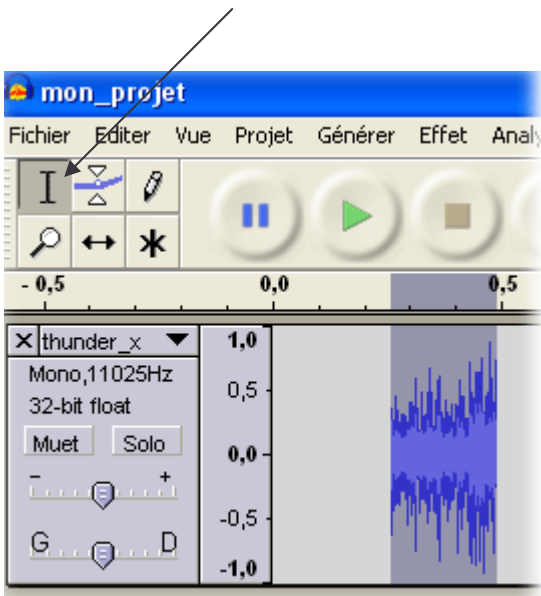 mon_projet
Fichier Editer Vue Projet Générer Effet Analy
- 0,5 0,0 0,5
thunder_x
Mono,11025Hz
32-bit float
Muet Solo
- +
G D
1,0
0,5
0,0
-0,5
-1,0